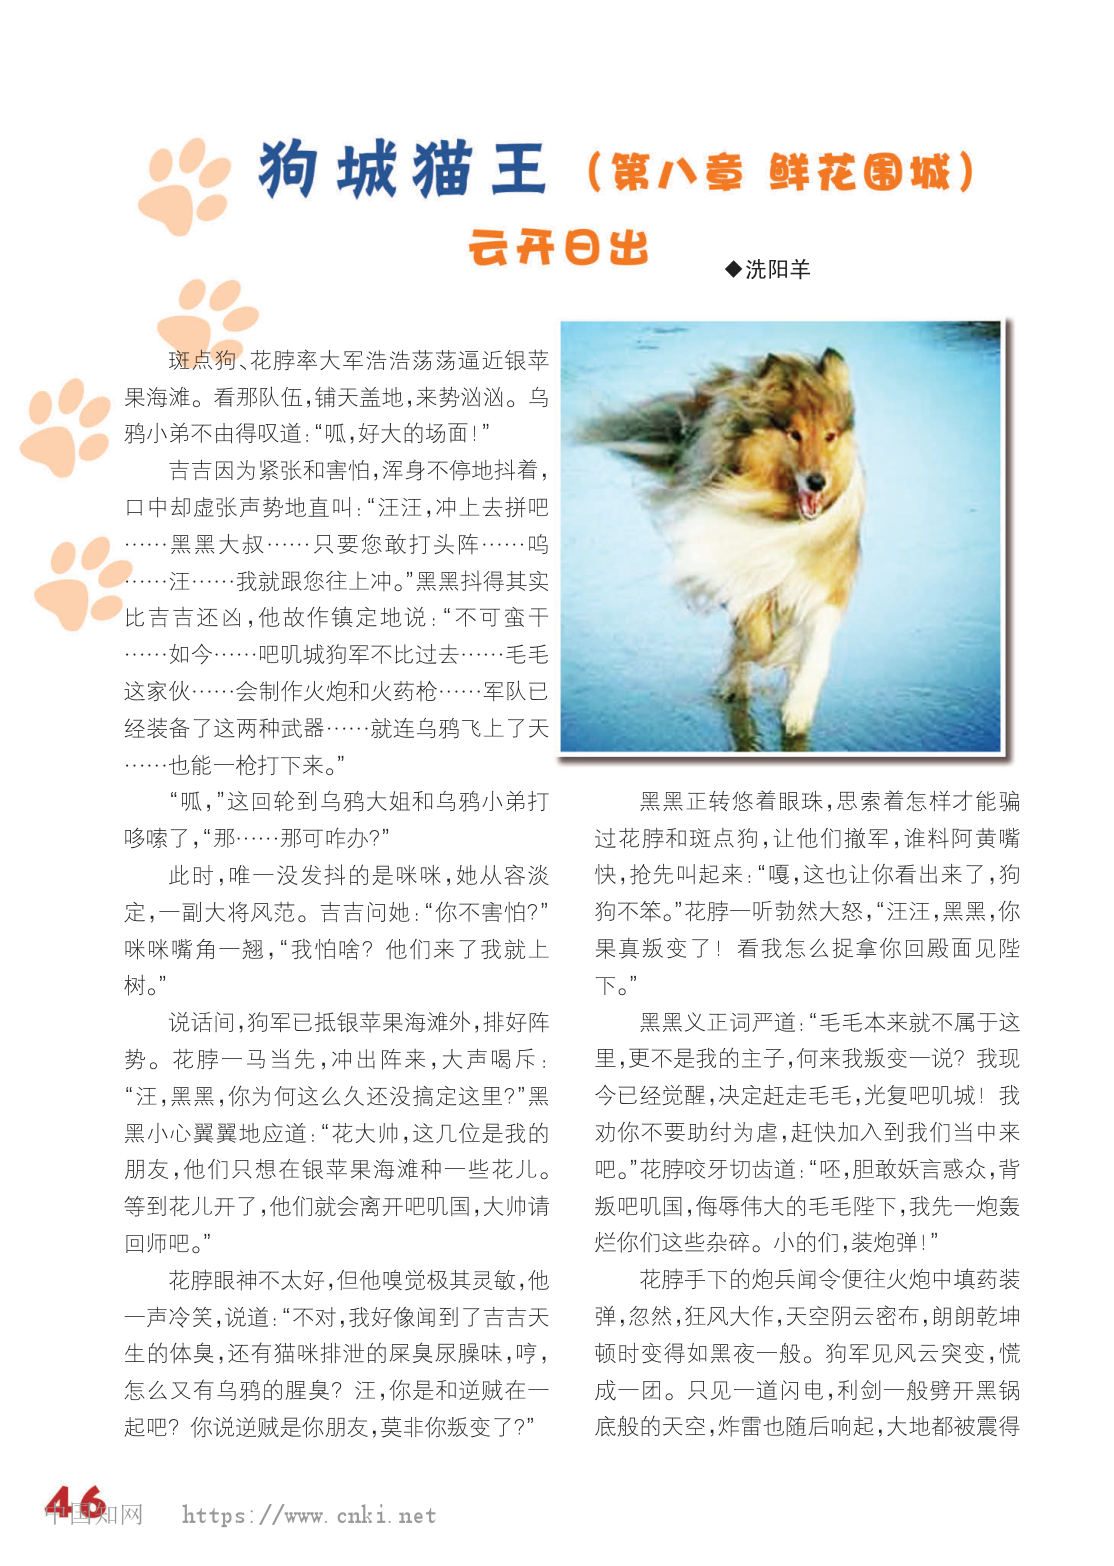 狗城猫王（第八章 鲜花围城）
云开日出
◆洗阳羊
斑点狗、花脖率大军浩浩荡荡逼近银苹
果海滩。看那队伍，铺天盖地，来势汹汹。乌
鸦小弟不由得叹道：“呱，好大的场面！”
吉吉因为紧张和害怕，浑身不停地抖着，
口中却虚张声势地直叫：“汪汪，冲上去拼吧
……黑黑大叔……只要您敢打头阵……呜
……汪……我就跟您往上冲。”黑黑抖得其实
比吉吉还凶，他故作镇定地说：“不可蛮干
……如今……吧叽城狗军不比过去……毛毛
这家伙……会制作火炮和火药枪……军队已
经装备了这两种武器……就连乌鸦飞上了天
……也能一枪打下来。”
“呱，”这回轮到乌鸦大姐和乌鸦小弟打
哆嗦了，“那……那可咋办？”
此时，唯一没发抖的是咪咪，她从容淡
定，一副大将风范。吉吉问她：“你不害怕？”
咪咪嘴角一翘，“我怕啥？他们来了我就上
树。”
说话间，狗军已抵银苹果海滩外，排好阵
势。花脖一马当先，冲出阵来，大声喝斥：
“汪，黑黑，你为何这么久还没搞定这里？”黑
黑小心翼翼地应道：“花大帅，这几位是我的
朋友，他们只想在银苹果海滩种一些花儿。
等到花儿开了，他们就会离开吧叽国，大帅请
回师吧。”
花脖眼神不太好，但他嗅觉极其灵敏，他
一声冷笑，说道：“不对，我好像闻到了吉吉天
生的体臭，还有猫咪排泄的屎臭尿臊味，哼，
怎么又有乌鸦的腥臭？汪，你是和逆贼在一
起吧？你说逆贼是你朋友，莫非你叛变了？”
黑黑正转悠着眼珠，思索着怎样才能骗
过花脖和斑点狗，让他们撤军，谁料阿黄嘴
快，抢先叫起来：“嘎，这也让你看出来了，狗
狗不笨。”花脖一听勃然大怒，“汪汪，黑黑，你
果真叛变了！看我怎么捉拿你回殿面见陛
下。”
黑黑义正词严道：“毛毛本来就不属于这
里，更不是我的主子，何来我叛变一说？我现
今已经觉醒，决定赶走毛毛，光复吧叽城！我
劝你不要助纣为虐，赶快加入到我们当中来
吧。”花脖咬牙切齿道：“呸，胆敢妖言惑众，背
叛吧叽国，侮辱伟大的毛毛陛下，我先一炮轰
烂你们这些杂碎。小的们，装炮弹！”
花脖手下的炮兵闻令便往火炮中填药装
弹，忽然，狂风大作，天空阴云密布，朗朗乾坤
顿时变得如黑夜一般。狗军见风云突变，慌
成一团。只见一道闪电，利剑一般劈开黑锅
底般的天空，炸雷也随后响起，大地都被震得
46
中国知网 https://www.cnki.net